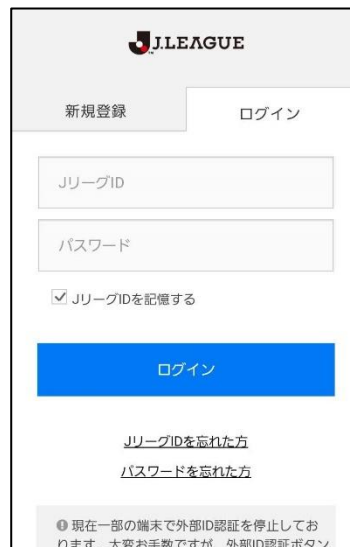 J.LEAGUE
新規登録
ログイン
JリーグID
パスワード
JリーグIDを記憶する
ログイン
JリーグIDを忘れた方
パスワードを忘れた方
現在一部の端末で外部ID認証を停止してお
ります。大変お手数ですが、外部ID認証ボタン